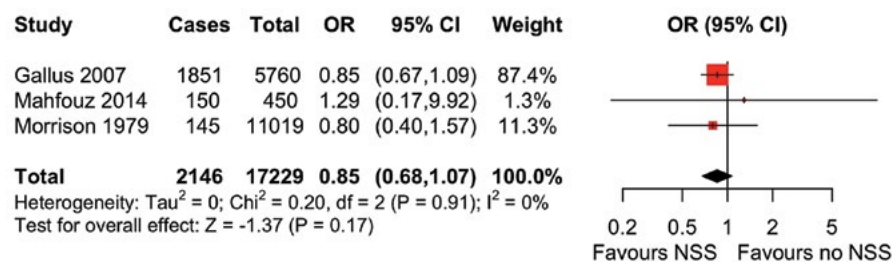 Study Cases Total OR 95% CI Weight OR (95% CI)
Gallus 2007 1851 5760 0.85 (0.67,1.09) 87.4%
Mahfouz 2014 150 450 1.29 (0.17,9.92) 1.3%
Morrison 1979 145 11019 0.80 (0.40,1.57) 11.3%
Total 2146 17229 0.85 (0.68,1.07) 100.0%
Heterogeneity: Tau² = 0; Chi² = 0.20, df = 2 (P = 0.91); I² = 0%
Test for overall effect: Z = -1.37 (P = 0.17)
0.2 0.5 1 2 5
Favours NSS Favours no NSS